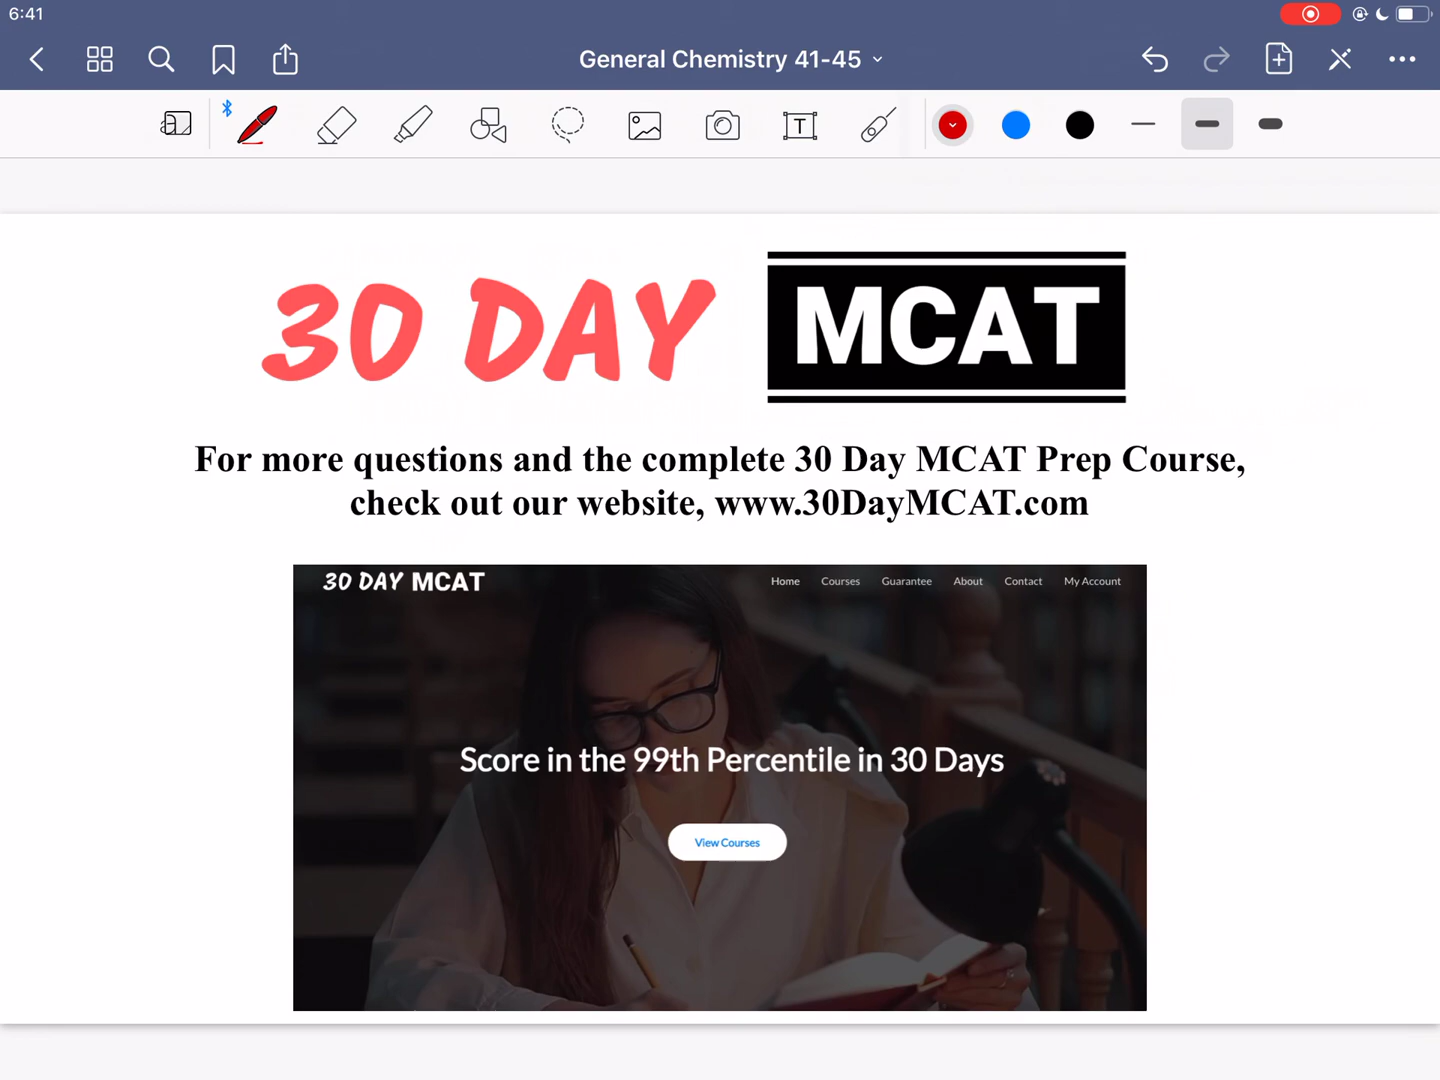 6:41
General Chemistry 41-45
30 DAY MCAT
For more questions and the complete 30 Day MCAT Prep Course,
check out our website, www.30DayMCAT.com
30 DAY MCAT Home Courses Guarantee About Contact My Account
Score in the 99th Percentile in 30 Days
View Courses